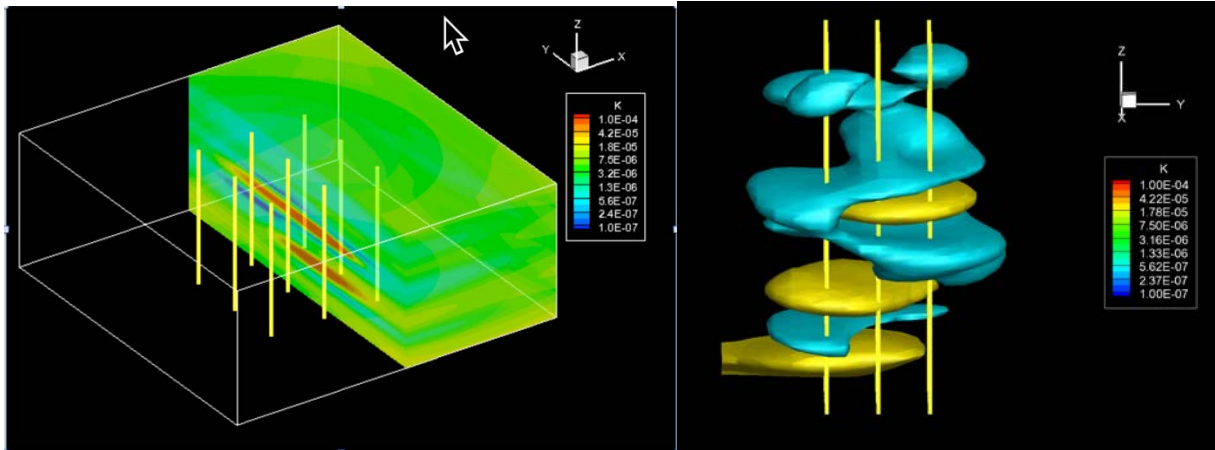 Z
Y
X
K
1.0E-04
4.2E-05
1.8E-05
7.5E-06
3.2E-06
1.3E-06
5.6E-07
2.4E-07
1.0E-07
Z
Y
X
K
1.00E-04
4.22E-05
1.78E-05
7.50E-06
3.16E-06
1.33E-06
5.62E-07
2.37E-07
1.00E-07